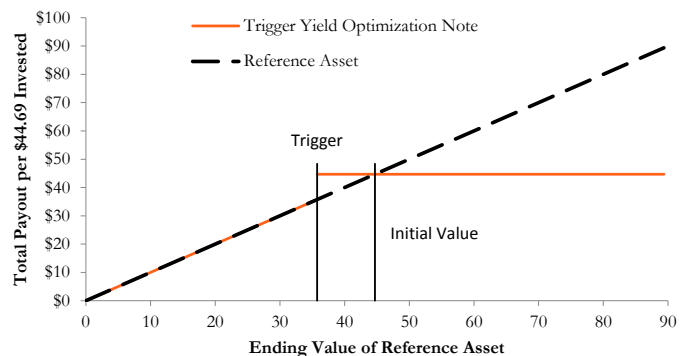 Total Payout per $44.69 Invested
$100
$90
$80
$70
$60
$50
$40
$30
$20
$10
$0
Trigger Yield Optimization Note
Reference Asset
Trigger
Initial Value
0 10 20 30 40 50 60 70 80 90
Ending Value of Reference Asset